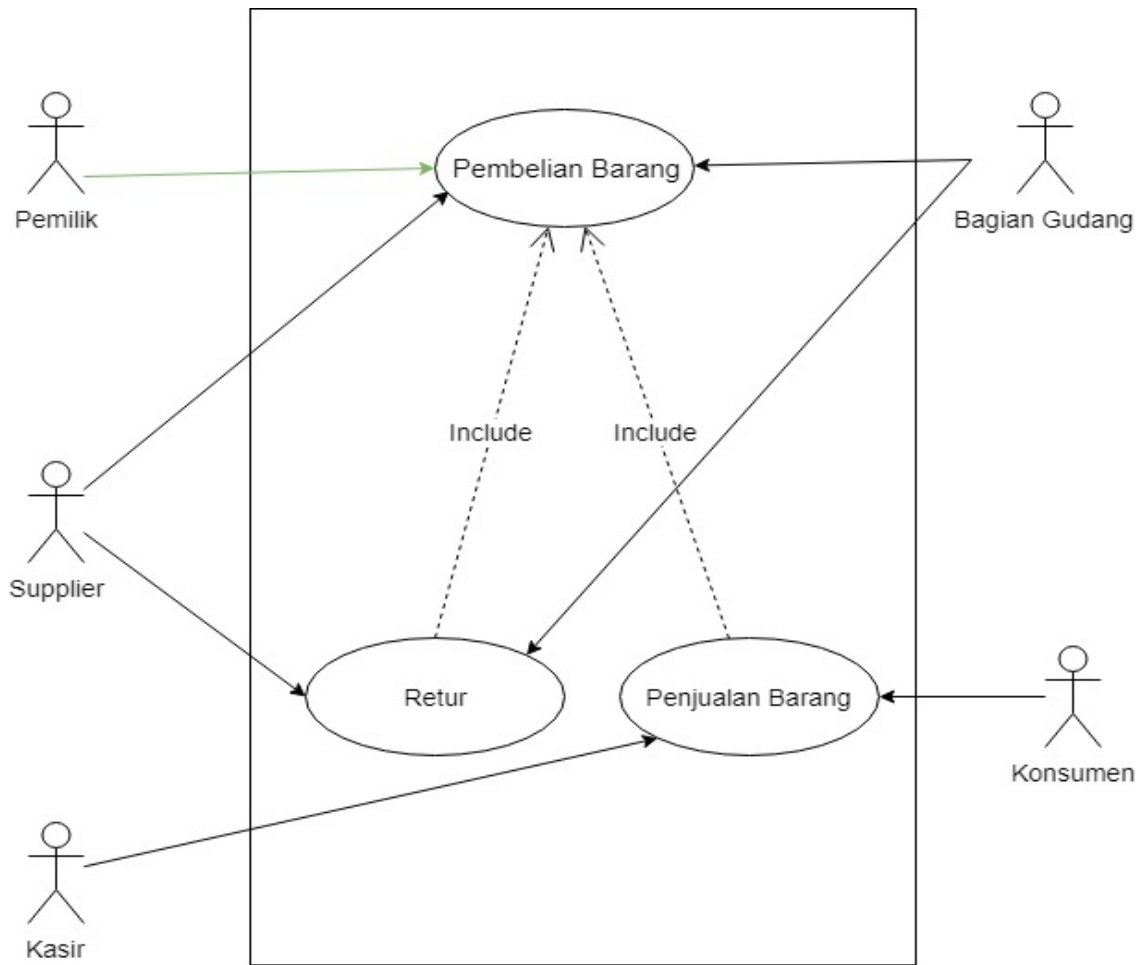 Pemilik
Pembelian Barang
Bagian Gudang
Include
Include
Supplier
Retur
Penjualan Barang
Konsumen
Kasir